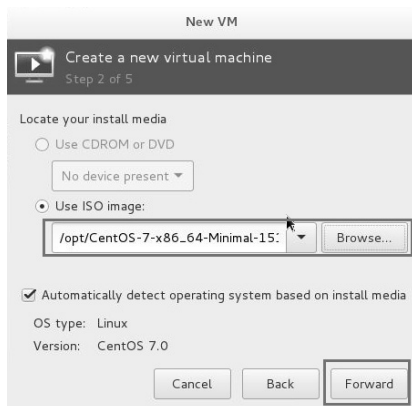 New VM
Create a new virtual machine
Step 2 of 5
Locate your install media
Use CDROM or DVD
No device present
Use ISO image:
/opt/CentOS-7-x86_64-Minimal-151 Browse...
Automatically detect operating system based on install media
OS type: Linux
Version: CentOS 7.0
Cancel Back Forward